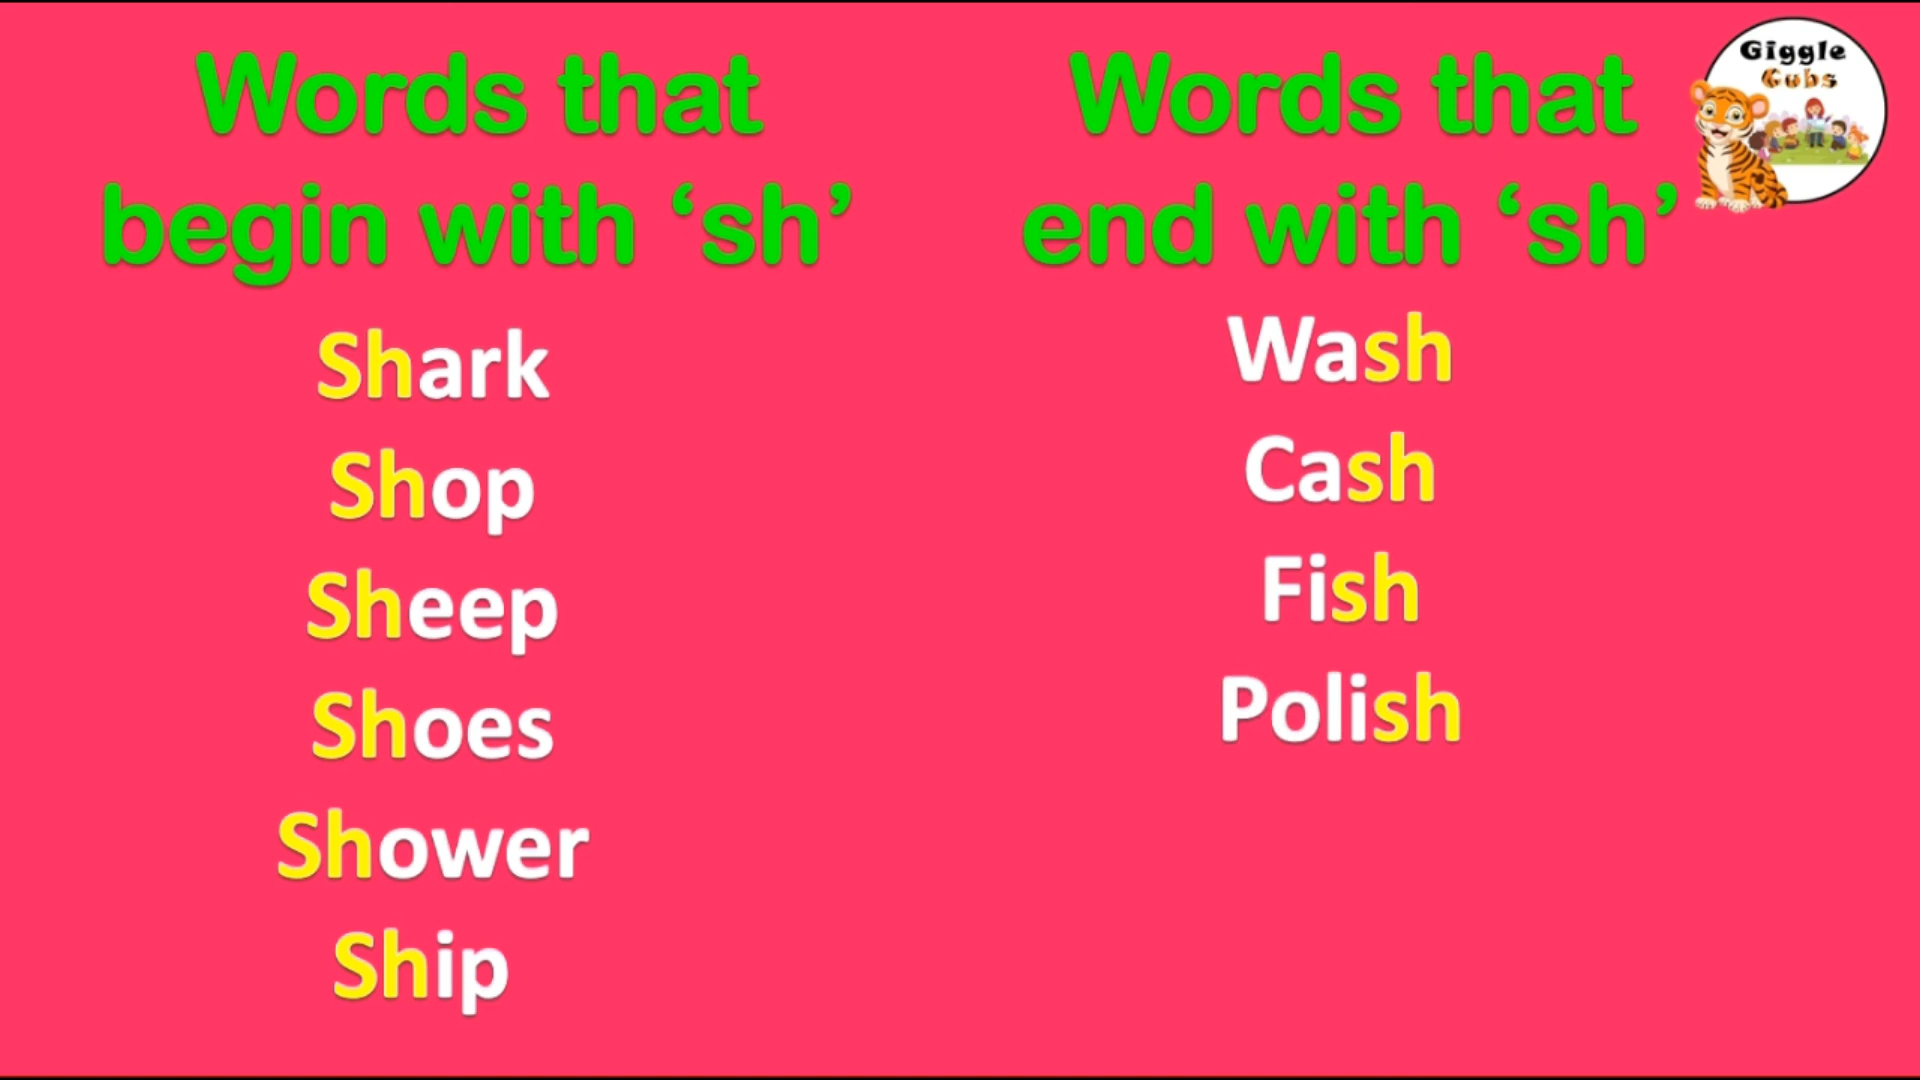 Words that
begin with ‘sh’
Shark
Shop
Sheep
Shoes
Shower
Ship
Words that
end with ‘sh’
Wash
Cash
Fish
Polish
Giggle
Cubs